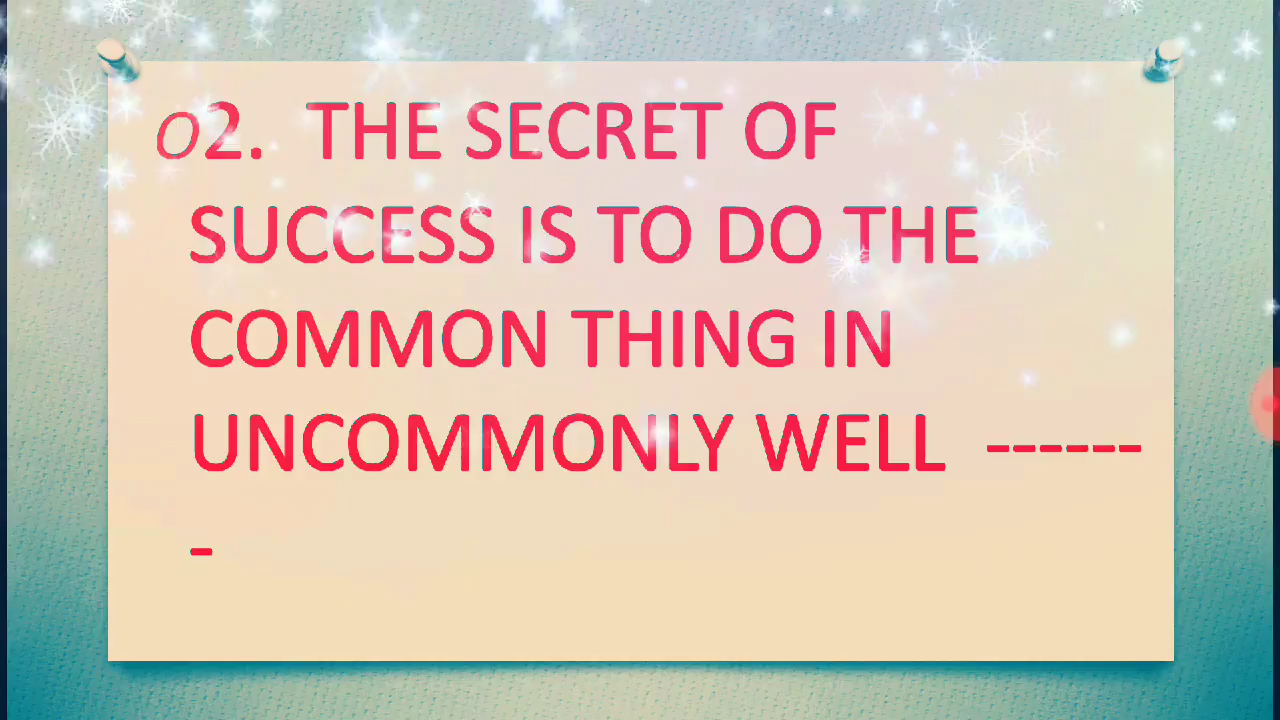 02. THE SECRET OF
SUCCESS IS TO DO THE
COMMON THING IN
UNCOMMONLY WELL ------
-